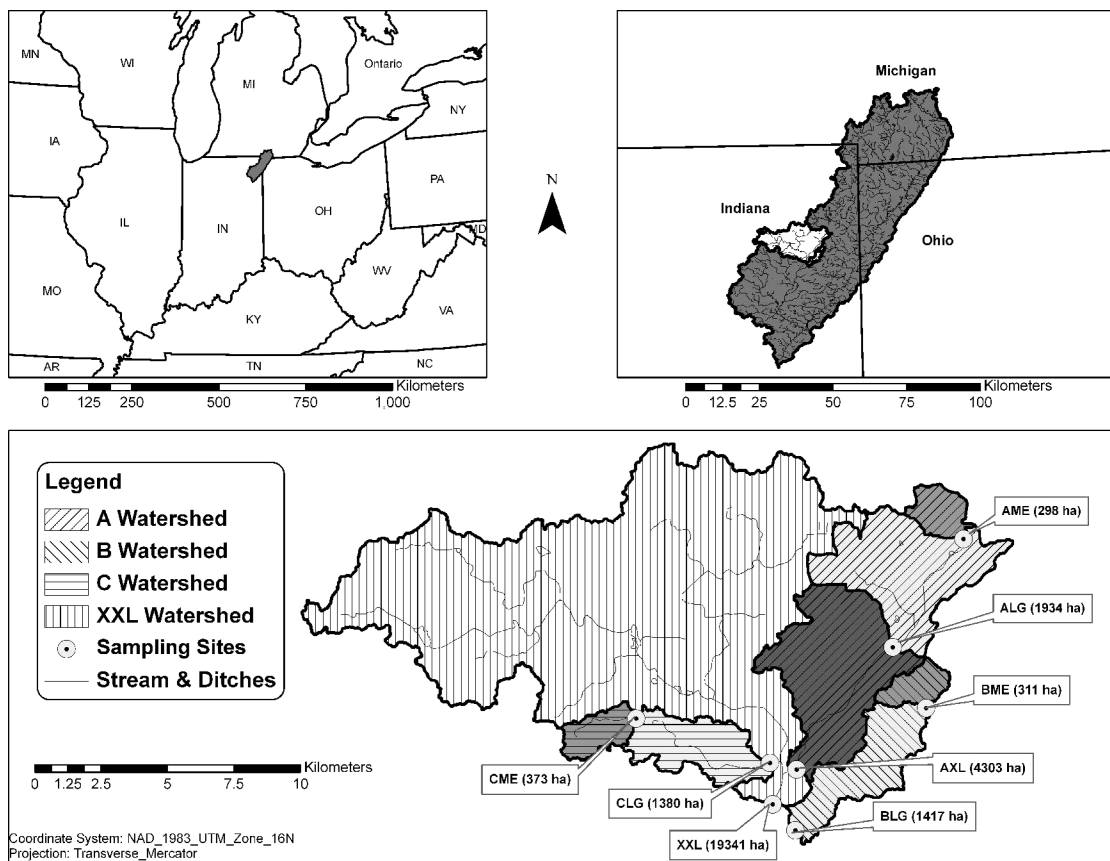 MN
WI
Ontario
MI
NY
IA
PA
IL
IN
OH
MD
WV
MO
VA
KY
AR
TN
NC
Kilometers
0 125 250 500 750 1,000
N
Michigan
Indiana
Ohio
Kilometers
0 12.5 25 50 75 100
Legend
A Watershed
B Watershed
C Watershed
XXL Watershed
Sampling Sites
Stream & Ditches
AME (298 ha)
ALG (1934 ha)
BME (311 ha)
AXL (4303 ha)
CME (373 ha)
CLG (1380 ha)
BLG (1417 ha)
XXL (19341 ha)
Kilometers
0 1.25 2.5 5 7.5 10
Coordinate System: NAD_1983_UTM_Zone_16N
Projection: Transverse_Mercator